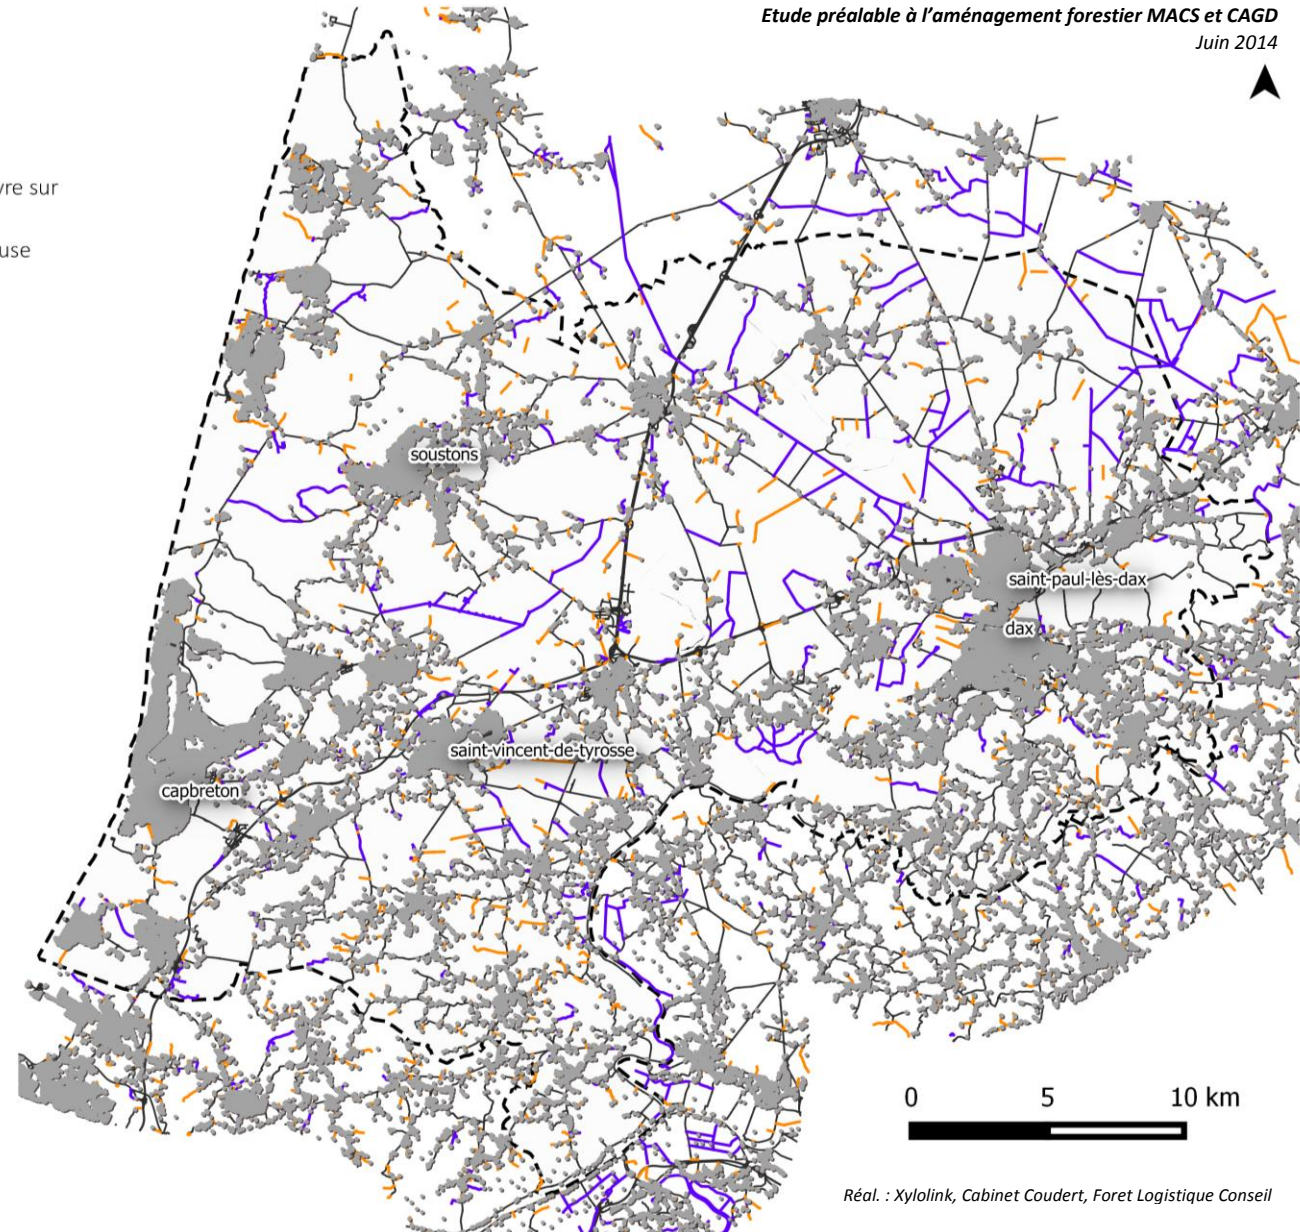 Etude préalable à l’aménagement forestier MACS et CAGD
Juin 2014
vre sur
use
soustons
saint-paul-lès-dax
dax
saint-vincent-de-tyrosse
capbreton
0 5 10 km
Réal. : Xylolink, Cabinet Coudert, Foret Logistique Conseil